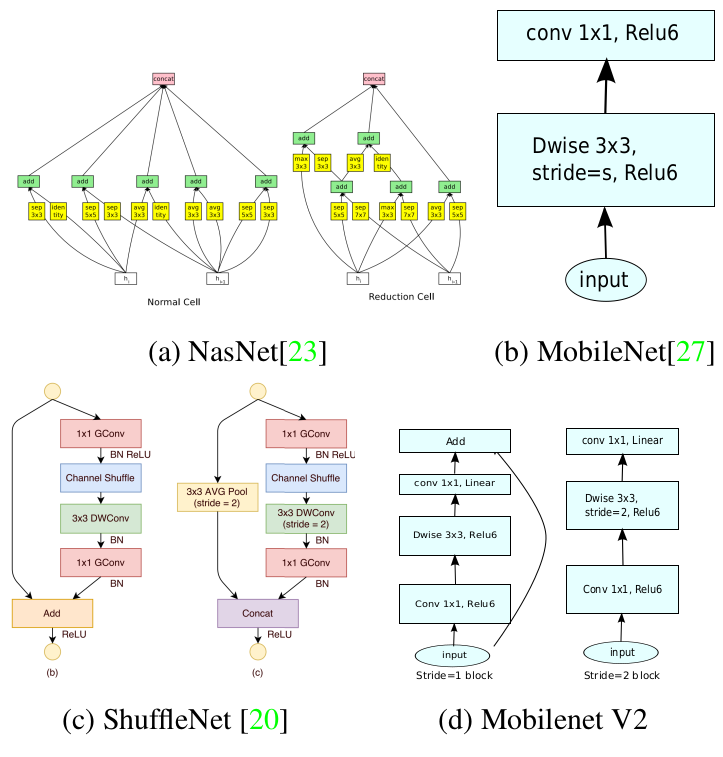 concat
add add add add add
sep 3x3 iden tity sep 5x5 sep 3x3 avg 3x3 iden tity avg 3x3 avg 3x3 sep 5x5 sep 3x3
hi hi-1
Normal Cell
concat
add add
max 3x3 sep 3x3 avg 3x3 iden tity
add add add
sep 5x5 sep 7x7 max 3x3 sep 7x7 avg 3x3 sep 5x5
hi hi-1
Reduction Cell
(a) NasNet[23]
conv 1x1, Relu6
Dwise 3x3,
stride=s, Relu6
input
(b) MobileNet[27]
1x1 GConv
BN ReLU
Channel Shuffle
3x3 DWConv
BN
1x1 GConv
BN
Add
ReLU
(b)
1x1 GConv
BN ReLU
Channel Shuffle
3x3 AVG Pool
(stride = 2)
3x3 DWConv
(stride = 2)
BN
1x1 GConv
BN
Concat
ReLU
(c)
(c) ShuffleNet [20]
Add
conv 1x1, Linear
Dwise 3x3, Relu6
Conv 1x1, Relu6
input
Stride=1 block
conv 1x1, Linear
Dwise 3x3,
stride=2, Relu6
Conv 1x1, Relu6
input
Stride=2 block
(d) Mobilenet V2